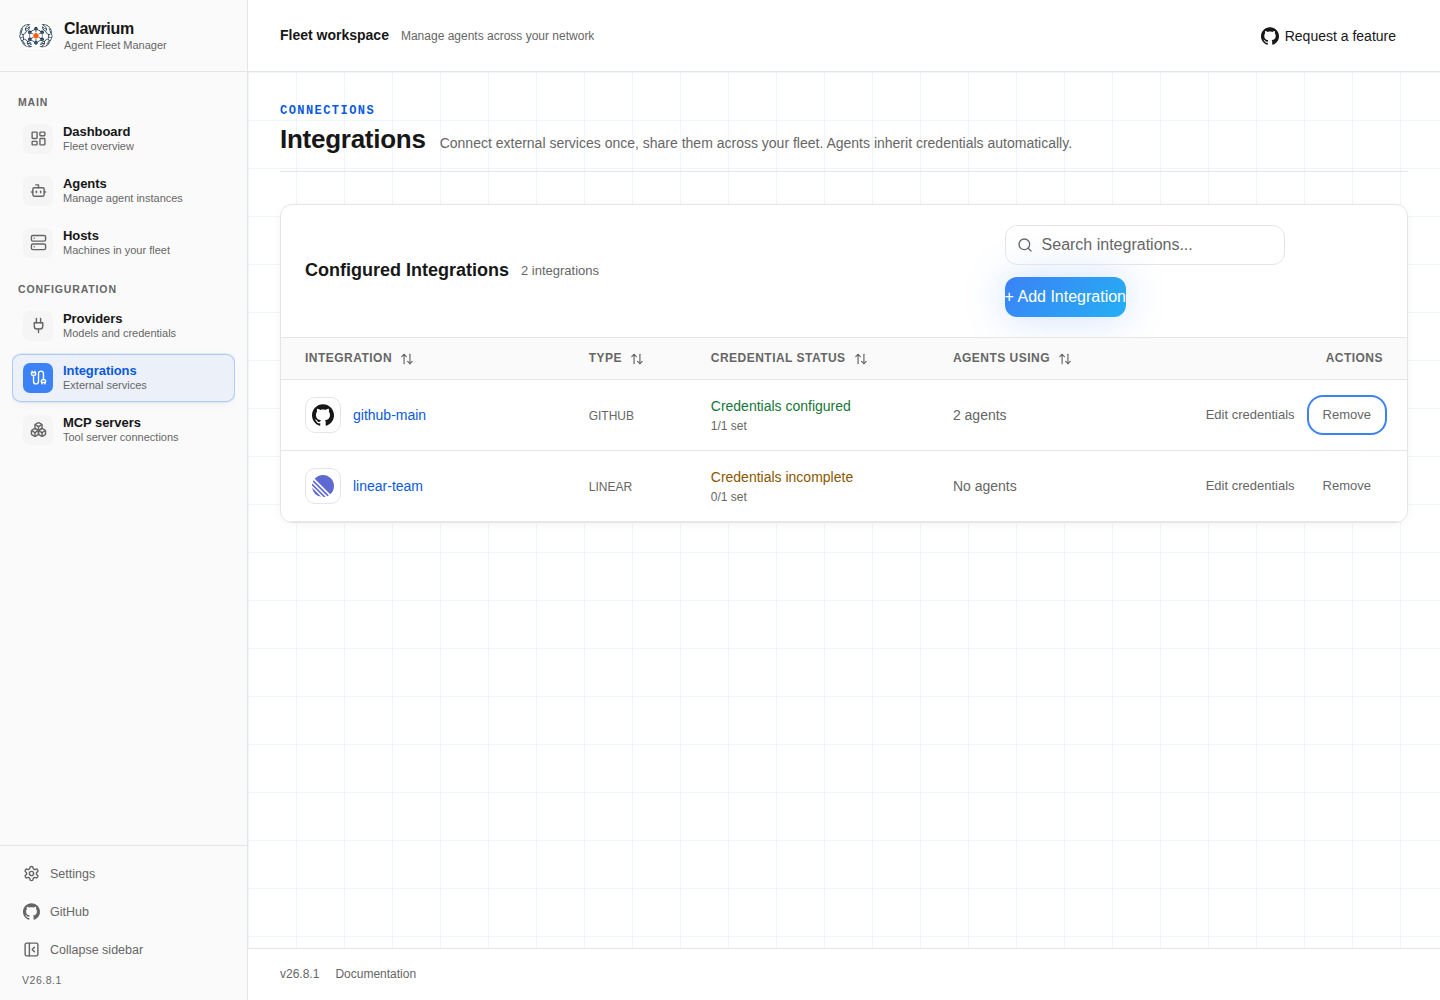 Clawrium
Agent Fleet Manager
MAIN
Dashboard
Fleet overview
Agents
Manage agent instances
Hosts
Machines in your fleet
CONFIGURATION
Providers
Models and credentials
Integrations
External services
MCP servers
Tool server connections
Settings
GitHub
Collapse sidebar
V26.8.1
Fleet workspace Manage agents across your network
Request a feature
CONNECTIONS
Integrations Connect external services once, share them across your fleet. Agents inherit credentials automatically.
Configured Integrations 2 integrations
Search integrations...
+ Add Integration
INTEGRATION TYPE CREDENTIAL STATUS AGENTS USING ACTIONS
github-main GITHUB Credentials configured 2 agents Edit credentials Remove
1/1 set
linear-team LINEAR Credentials incomplete No agents Edit credentials Remove
0/1 set
v26.8.1 Documentation